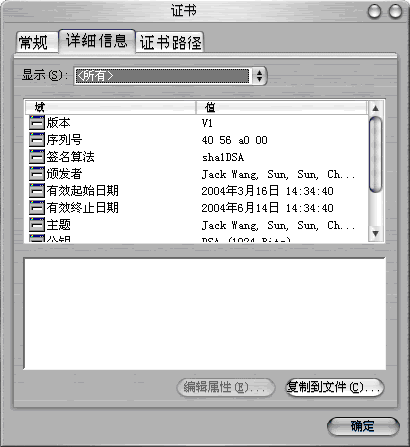 证书
常规 详细信息 证书路径
显示(S): <所有>
域 值
版本 V1
序列号 40 56 a0 00
签名算法 sha1DSA
颁发者 Jack Wang, Sun, Sun, Ch...
有效起始日期 2004年3月16日 14:34:40
有效终止日期 2004年6月14日 14:34:40
主题 Jack Wang, Sun, Sun, Ch...
公钥 DSA (1024 Bits)
编辑属性(E)... 复制到文件(C)...
确定